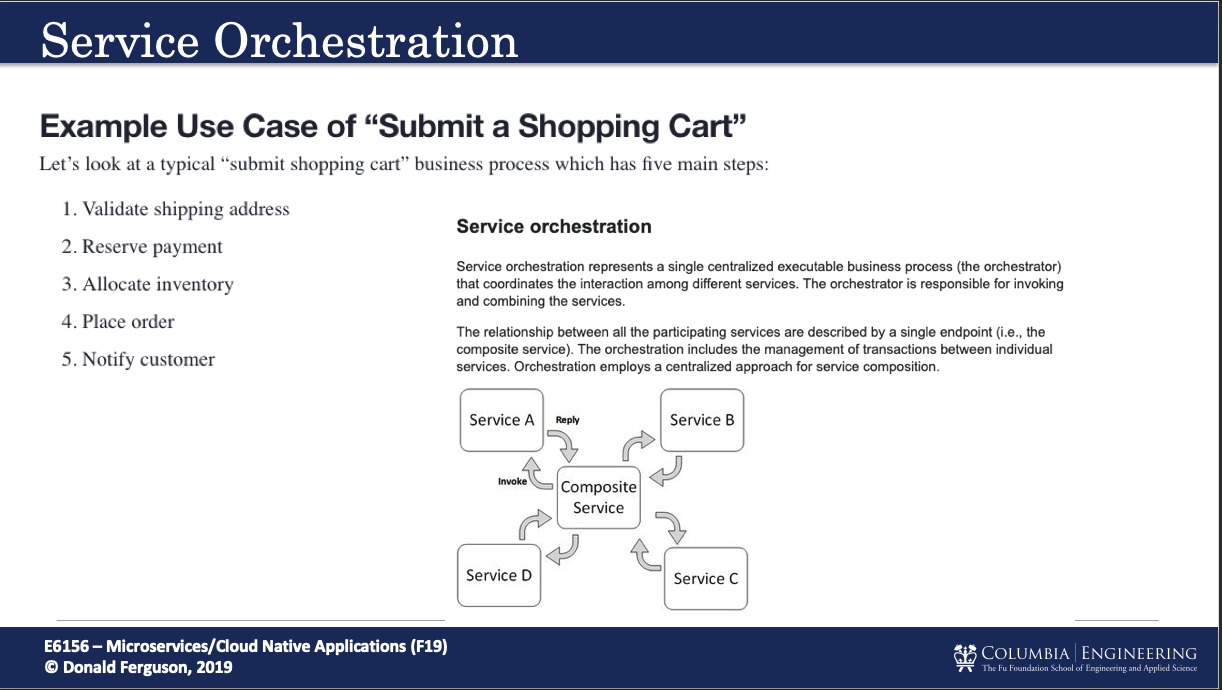 Service Orchestration
Example Use Case of “Submit a Shopping Cart”
Let’s look at a typical “submit shopping cart” business process which has five main steps:
1. Validate shipping address
2. Reserve payment
3. Allocate inventory
4. Place order
5. Notify customer
Service orchestration
Service orchestration represents a single centralized executable business process (the orchestrator)
that coordinates the interaction among different services. The orchestrator is responsible for invoking
and combining the services.
The relationship between all the participating services are described by a single endpoint (i.e., the
composite service). The orchestration includes the management of transactions between individual
services. Orchestration employs a centralized approach for service composition.
Service A
Reply
Service B
Invoke
Composite
Service
Service D
Service C
E6156 – Microservices/Cloud Native Applications (F19)
© Donald Ferguson, 2019
COLUMBIA | ENGINEERING
The Fu Foundation School of Engineering and Applied Science